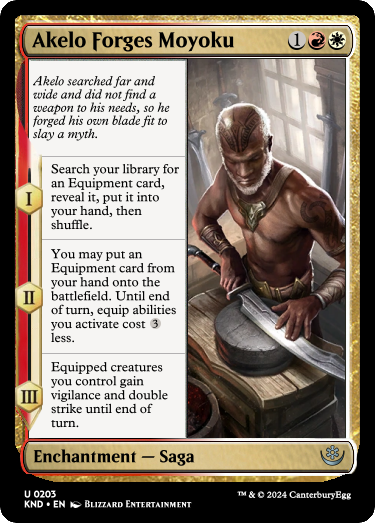 Akelo Forges Moyoku 1
Akelo searched far and
wide and did not find a
weapon to his needs, so he
forged his own blade fit to
slay a myth.
I
Search your library for
an Equipment card,
reveal it, put it into
your hand, then
shuffle.
II
You may put an
Equipment card from
your hand onto the
battlefield. Until end
of turn, equip abilities
you activate cost 3
less.
III
Equipped creatures
you control gain
vigilance and double
strike until end of
turn.
Enchantment — Saga
U 0203
KND • EN Blizzard Entertainment
™ & © 2024 CanterburyEgg